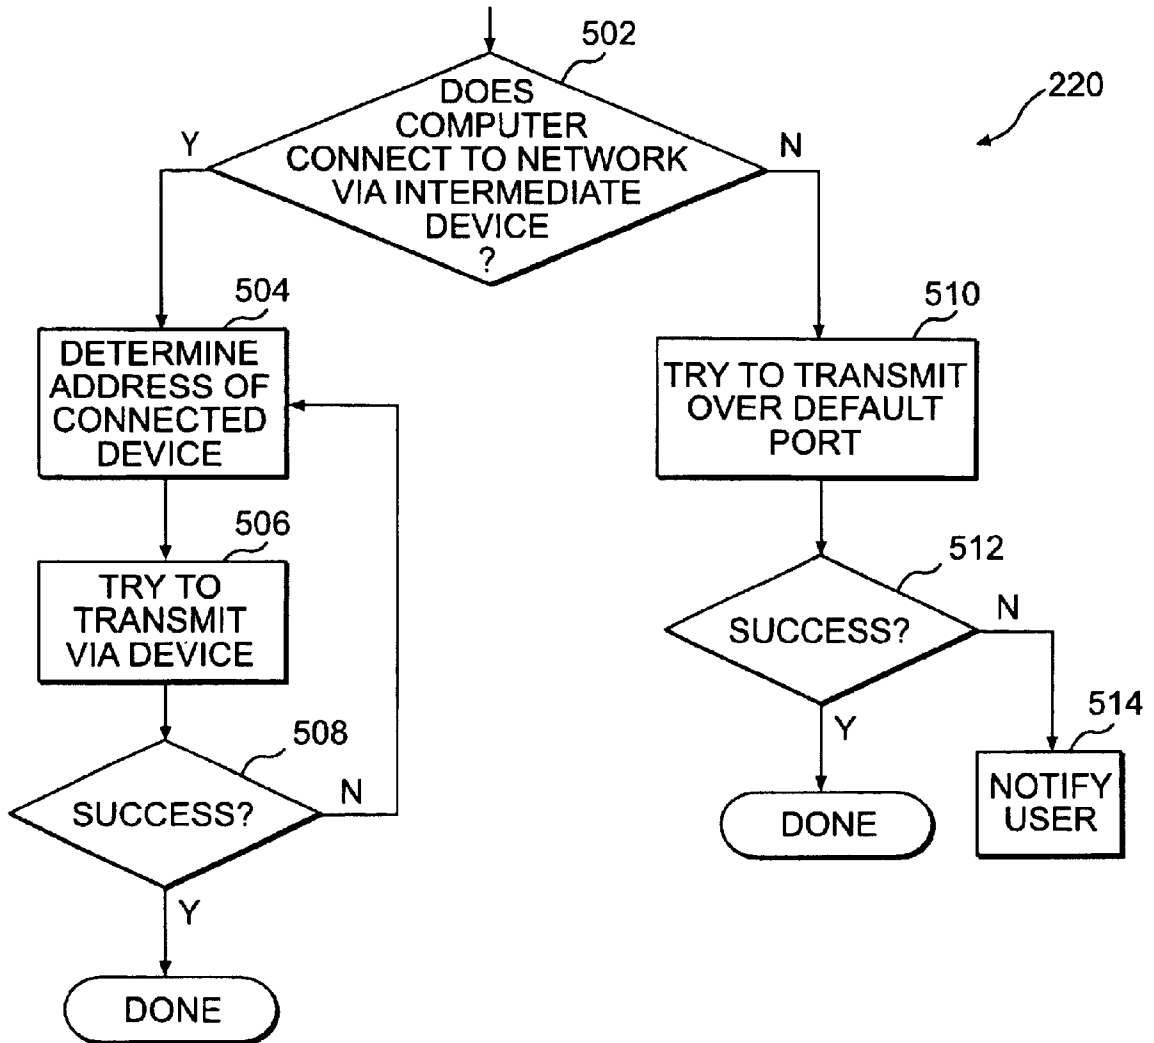 502
DOES
COMPUTER
CONNECT TO NETWORK
VIA INTERMEDIATE
DEVICE
?
Y
N
220
504
DETERMINE
ADDRESS OF
CONNECTED
DEVICE
510
TRY TO TRANSMIT
OVER DEFAULT
PORT
506
TRY TO
TRANSMIT
VIA DEVICE
512
SUCCESS?
N
Y
508
SUCCESS?
N
Y
514
NOTIFY
USER
DONE
DONE